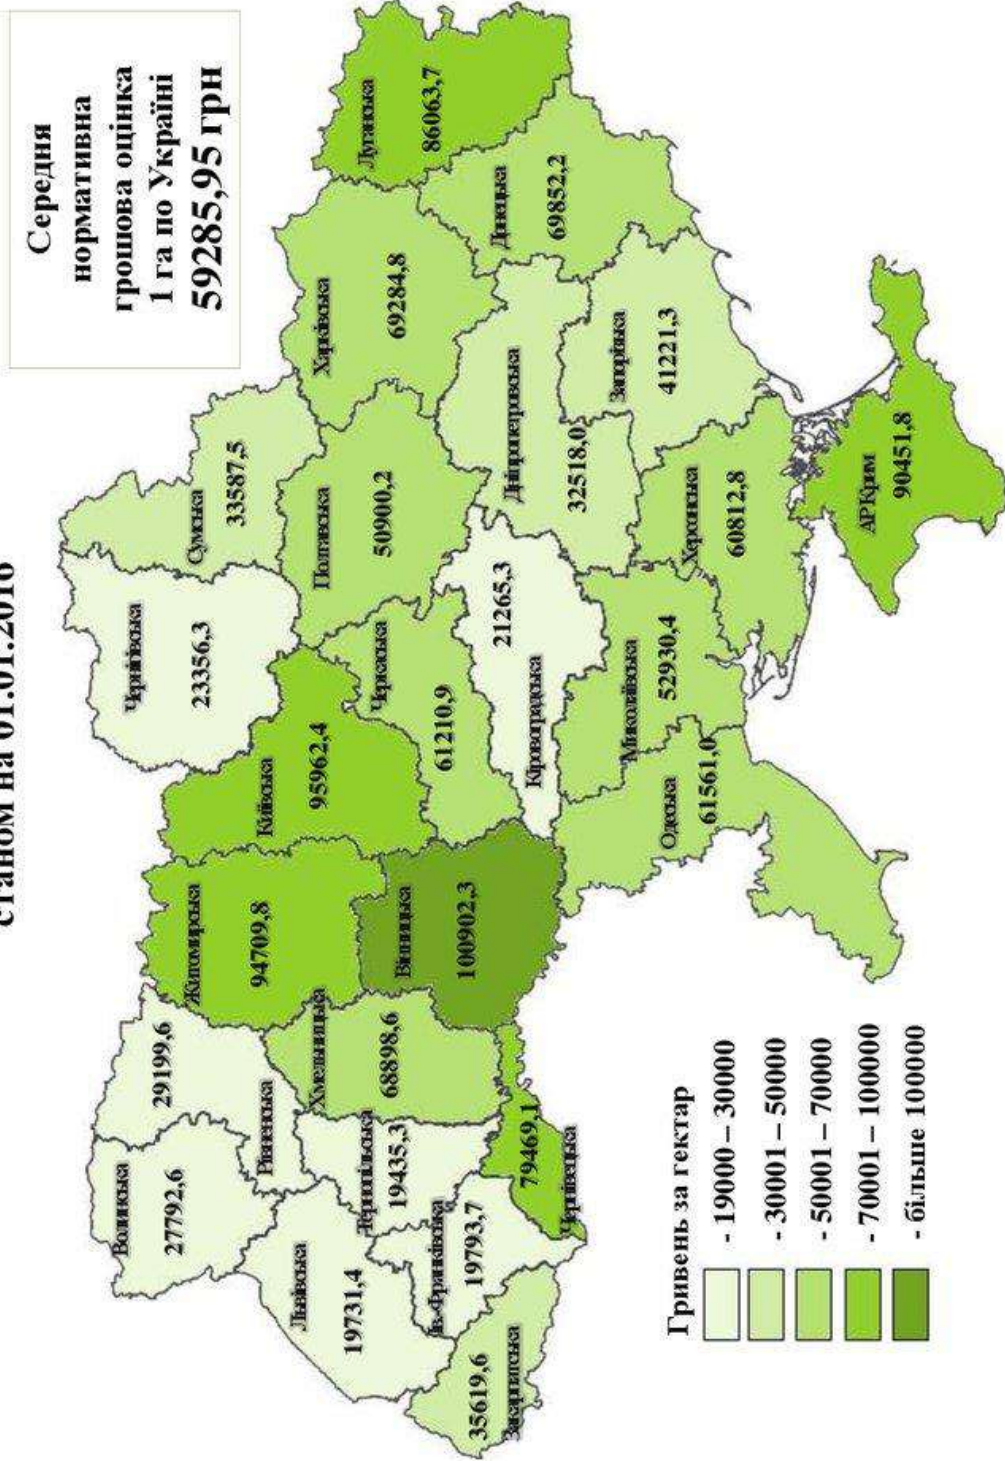 станом на 01.01.2016
Середня
нормативна
грошова оцінка
1 га по Україні
59285,95 грн
Волинська
27792,6
29199,6
Рівненська
Житомирська
94709,8
Київська
95962,4
Чернігівська
23356,3
Сумська
33587,5
Львівська
19731,4
Тернопільська
19435,3
Хмельницька
68898,6
Вінницька
100902,3
Черкаська
61210,9
Полтавська
50900,2
Харківська
69284,8
Луганська
86063,7
Закарпатська
35619,6
Ів.-Франківська
19793,7
79469,1
Чернівецька
Кіровоградська
21265,3
Дніпропетровська
32518,0
Донецька
69852,2
Одеська
61561,0
Миколаївська
52930,4
Херсонська
60812,8
Запорізька
41221,3
АР Крим
90451,8
Гривень за гектар
- 19000 – 30000
- 30001 – 50000
- 50001 – 70000
- 70001 – 100000
- більше 100000